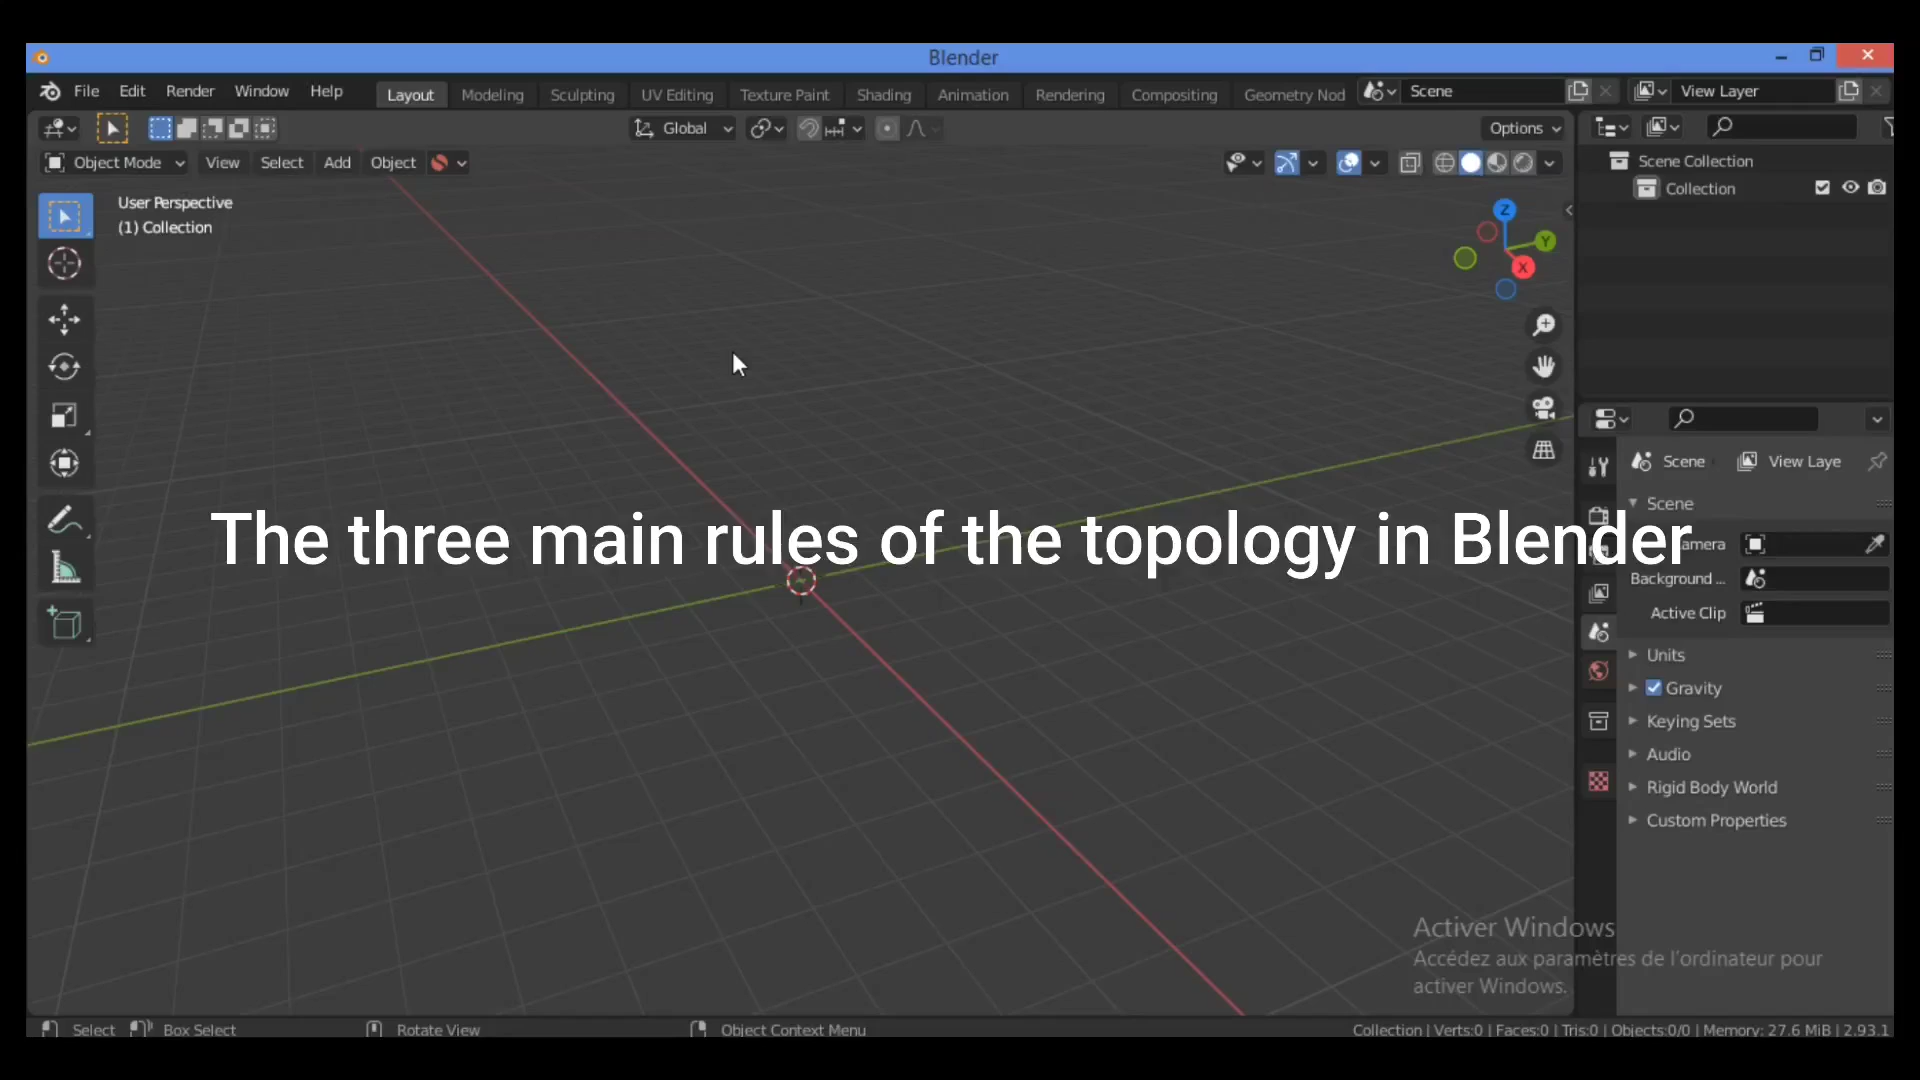 Blender
File Edit Render Window Help Layout Modeling Sculpting UV Editing Texture Paint Shading Animation Rendering Compositing Geometry Nod Scene View Layer
Global Options
Object Mode View Select Add Object
Scene Collection
Collection
User Perspective
(1) Collection
Z
Y
X
Scene View Laye
Scene
The three main rules of the topology in Blender
amera
Background ...
Active Clip
Units
Gravity
Keying Sets
Audio
Rigid Body World
Custom Properties
Activer Windows
Accédez aux paramètres de l'ordinateur pour
activer Windows.
Select Box Select Rotate View Object Context Menu Collection | Verts:0 | Faces:0 | Tris:0 | Objects:0/0 | Memory: 27.6 MiB | 2.93.1